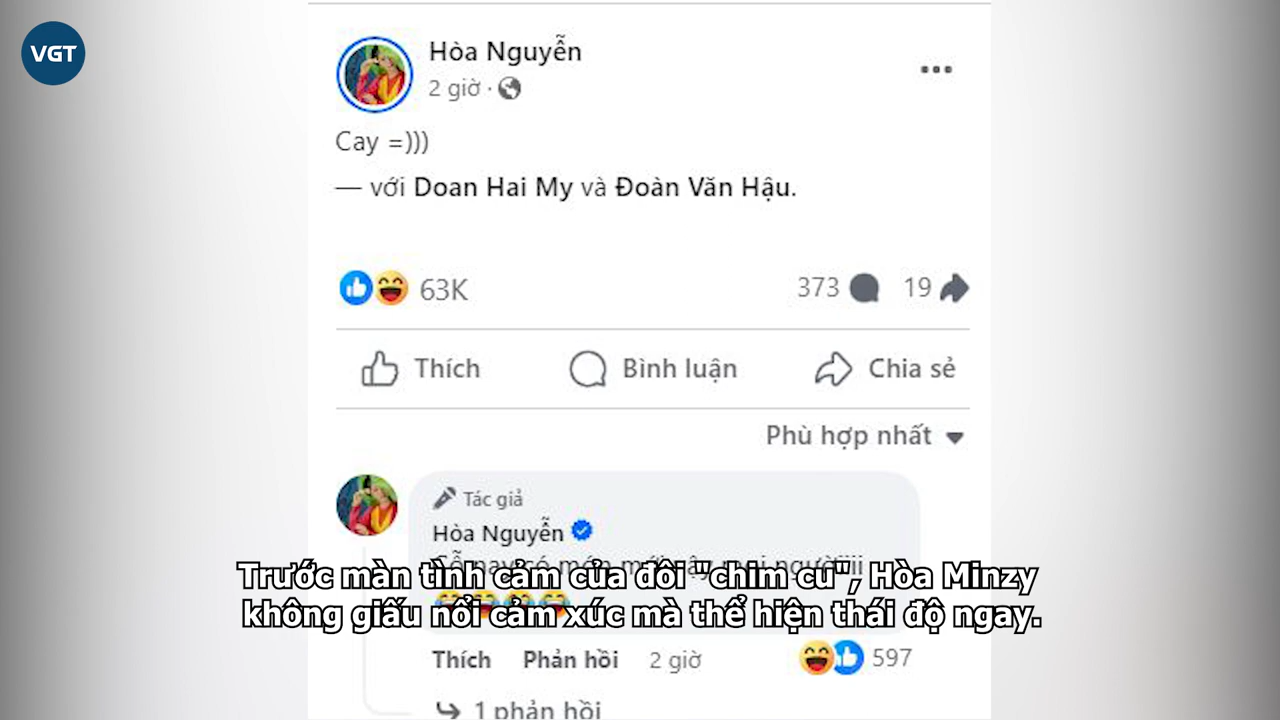 VGT
Hòa Nguyễn
2 giờ ·
Cay =)))
— với Doan Hai My và Đoàn Văn Hậu.
63K
373
19
Thích
Bình luận
Chia sẻ
Phù hợp nhất
Tác giả
Hòa Nguyễn
Trước màn tình cảm của đôi "chim cu", Hòa Minzy
không giấu nổi cảm xúc mà thể hiện thái độ ngay.
Thích
Phản hồi
2 giờ
597
1 phản hồi